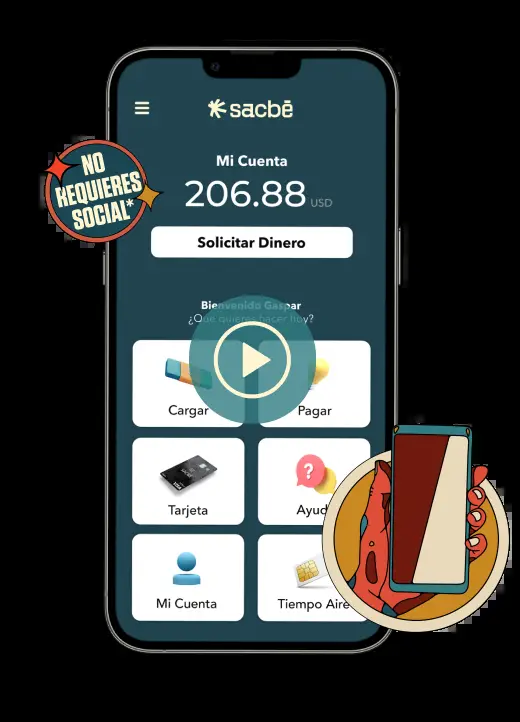 sacbē
Mi Cuenta
NO
REQUIERES
SOCIAL*
206.88 USD
Solicitar Dinero
Bienvenido Gaspar
¿Qué quieres hacer hoy?
Cargar
Pagar
Tarjeta
Ayud
Mi Cuenta
Tiempo Aire